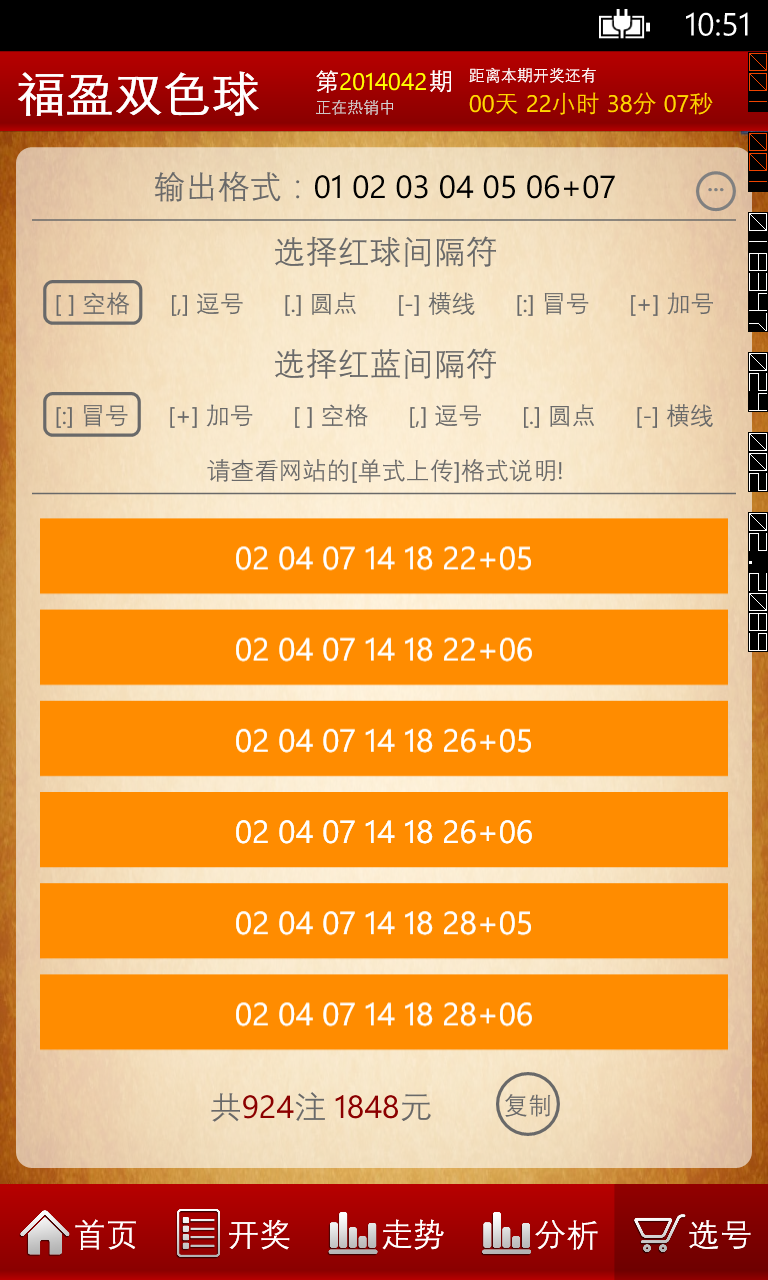 10:51
福盈双色球
第2014042期
正在热销中
距离本期开奖还有
00天 22小时 38分 07秒
输出格式：01 02 03 04 05 06+07
选择红球间隔符
[ ] 空格 [,] 逗号 [.] 圆点 [-] 横线 [:] 冒号 [+] 加号
选择红蓝间隔符
[:] 冒号 [+] 加号 [ ] 空格 [,] 逗号 [.] 圆点 [-] 横线
请查看网站的[单式上传]格式说明!
02 04 07 14 18 22+05
02 04 07 14 18 22+06
02 04 07 14 18 26+05
02 04 07 14 18 26+06
02 04 07 14 18 28+05
02 04 07 14 18 28+06
共924注 1848元
复制
首页 开奖 走势 分析 选号